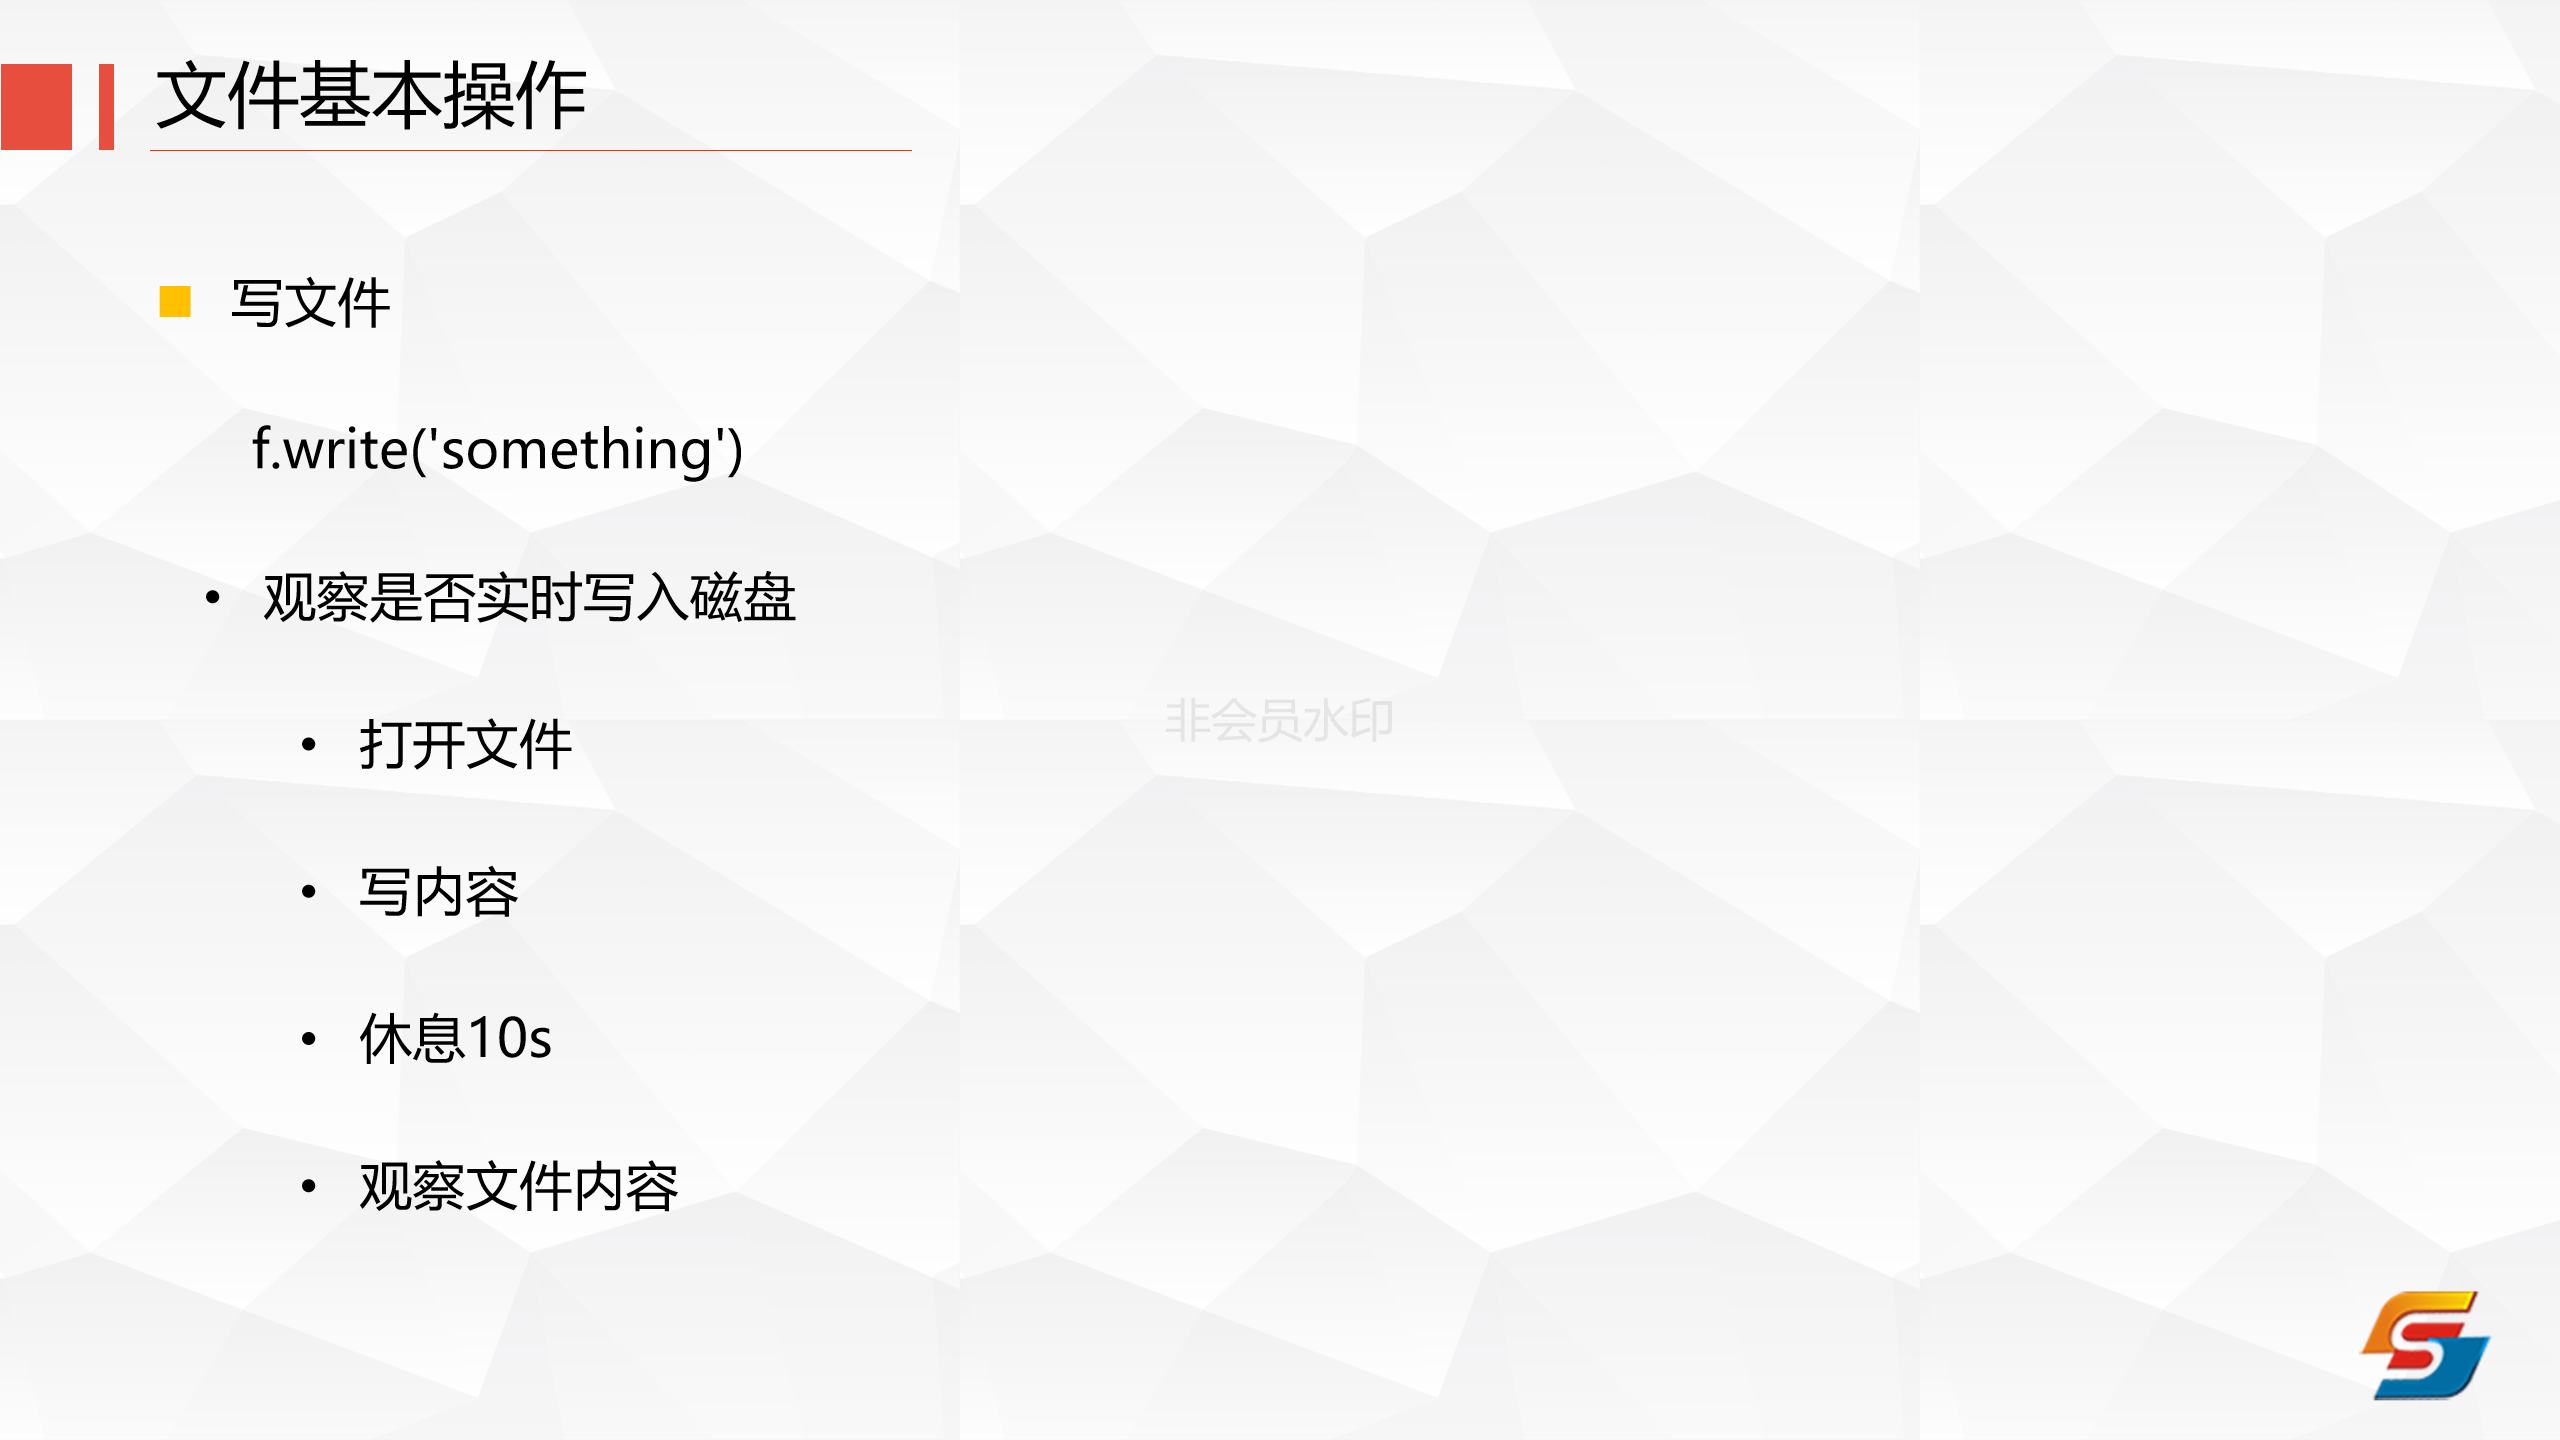 文件基本操作
写文件
f.write('something')
• 观察是否实时写入磁盘
• 打开文件
非会员水印
• 写内容
• 休息10s
• 观察文件内容